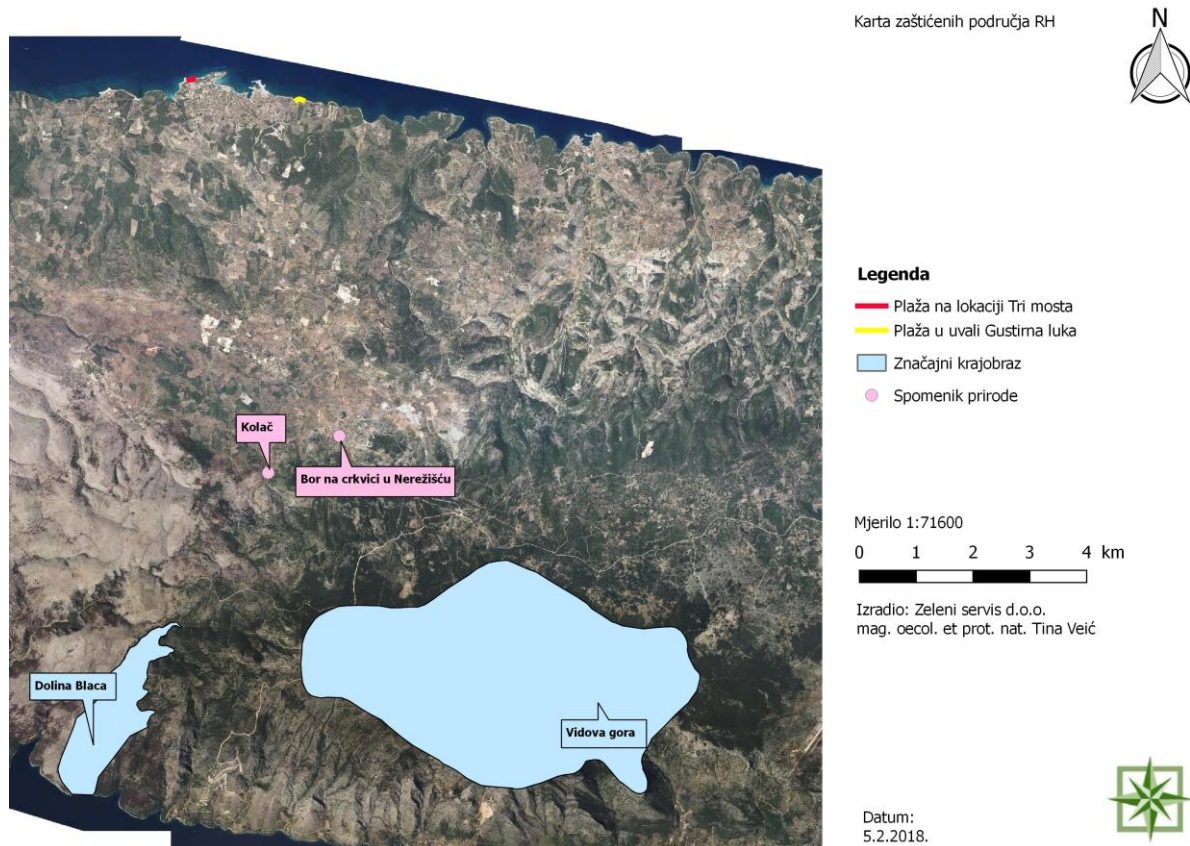 Karta zaštićenih područja RH
N
Kolač
Bor na crkvici u Nerežišću
Dolina Blaca
Vidova gora
Legenda
Plaža na lokaciji Tri mosta
Plaža u uvali Gustirna luka
Značajni krajobraz
Spomenik prirode
Mjerilo 1:71600
0 1 2 3 4 km
Izradio: Zeleni servis d.o.o.
mag. oecol. et prot. nat. Tina Veić
Datum:
5.2.2018.